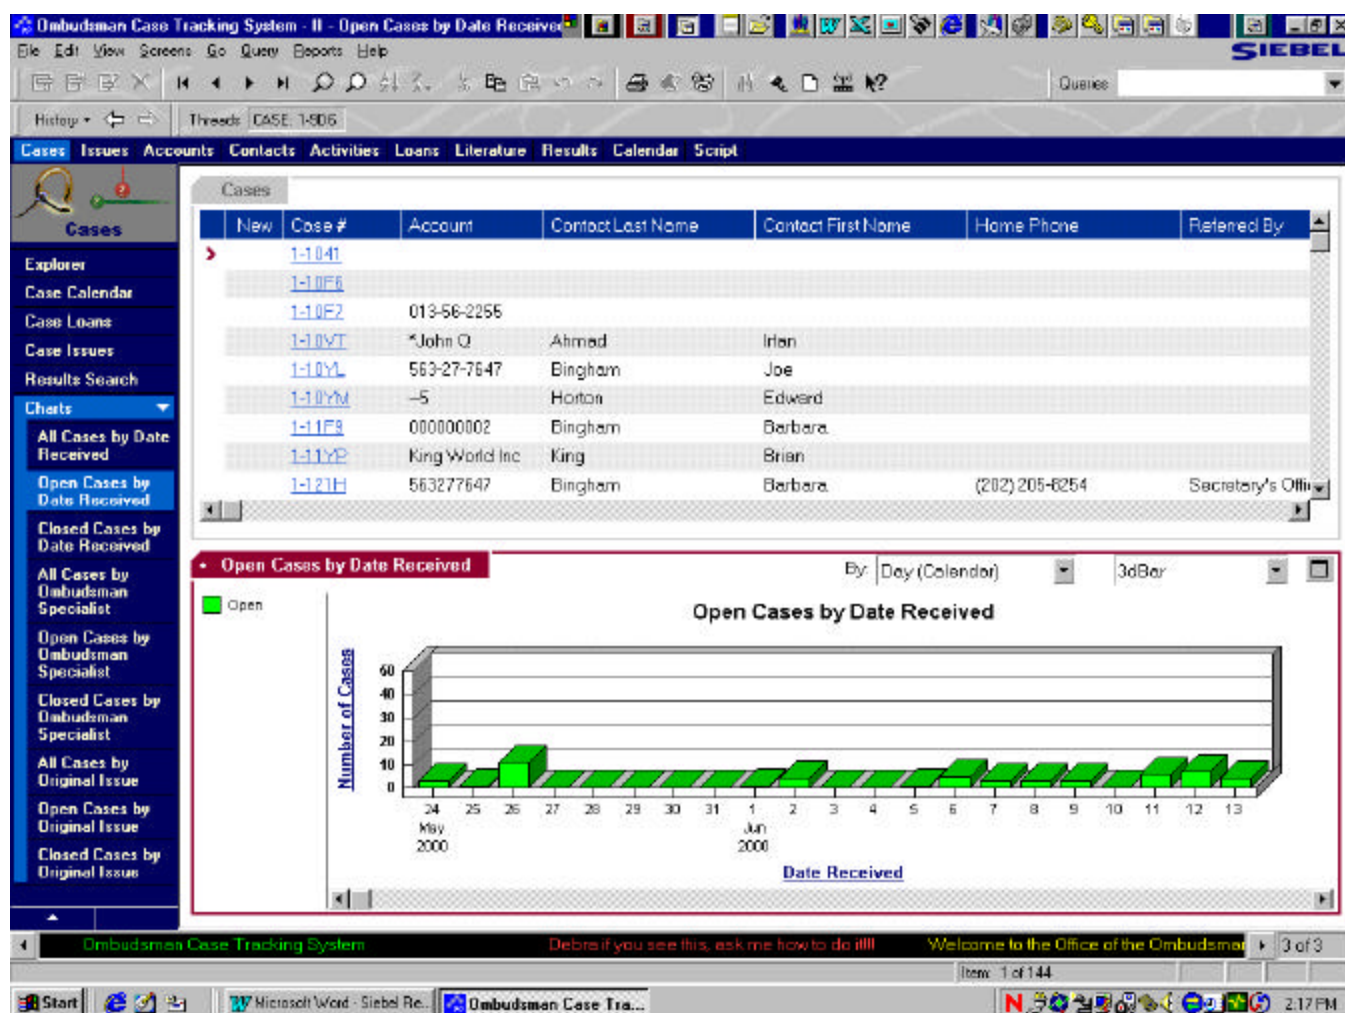 Ombudsman Case Tracking System - II - Open Cases by Date Received
File Edit View Screens Go Query Reports Help
SIEBEL
Queries
History Threads: CASE: 1-9D6
Cases Issues Accounts Contacts Activities Loans Literature Results Calendar Script
Cases
Explorer
Case Calendar
Case Loans
Case Issues
Results Search
Charts
All Cases by Date
Received
Open Cases by
Date Received
Closed Cases by
Date Received
All Cases by
Ombudsman
Specialist
Open Cases by
Ombudsman
Specialist
Closed Cases by
Ombudsman
Specialist
All Cases by
Original Issue
Open Cases by
Original Issue
Closed Cases by
Original Issue
Cases
New Case # Account Contact Last Name Contact First Name Home Phone Referred By
1-1041
1-10F6
1-10F7 013-56-2255
1-10VT *John Q Ahmad Irfan
1-10YL 563-27-7647 Bingham Joe
1-10YM --5 Horton Edward
1-11F9 000000002 Bingham Barbara
1-11YP King World Inc King Brian
1-121H 563277647 Bingham Barbara (202) 205-6254 Secretary's Offi
Open Cases by Date Received By: Day (Calendar) 3dBar
Open
Open Cases by Date Received
Number of Cases
60
40
30
20
10
0
24 25 26 27 28 29 30 31 1 2 3 4 5 6 7 8 9 10 11 12 13
May Jun
2000 2000
Date Received
Ombudsman Case Tracking System Debra if you see this, ask me how to do it!!!! Welcome to the Office of the Ombudsman 3 of 3
Item: 1 of 144
Start Microsoft Word - Siebel Re... Ombudsman Case Tra... 2:17 PM